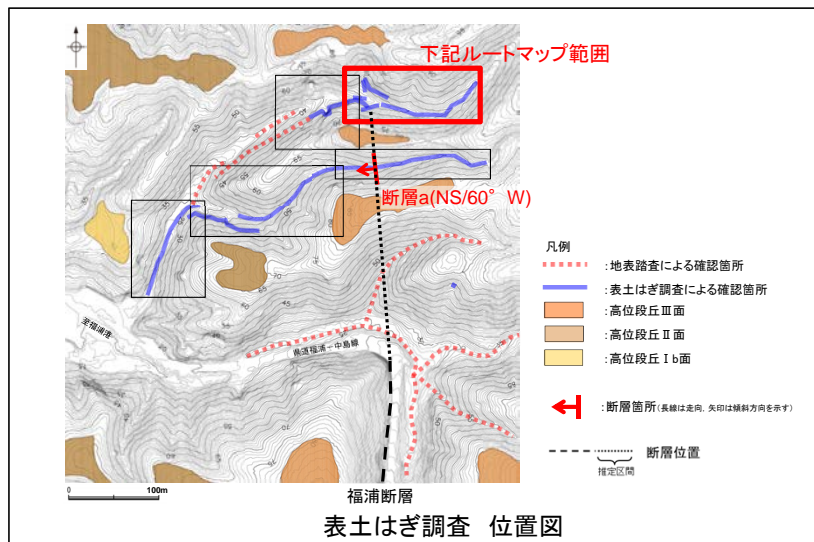 下記ルートマップ範囲
断層a(NS/60°W)
至福浦港
県道福浦－中島線
0 100m
福浦断層
表土はぎ調査 位置図
凡例
:地表踏査による確認箇所
:表土はぎ調査による確認箇所
:高位段丘Ⅲ面
:高位段丘Ⅱ面
:高位段丘Ⅰb面
:断層箇所(長線は走向、矢印は傾斜方向を示す)
断層位置
推定区間